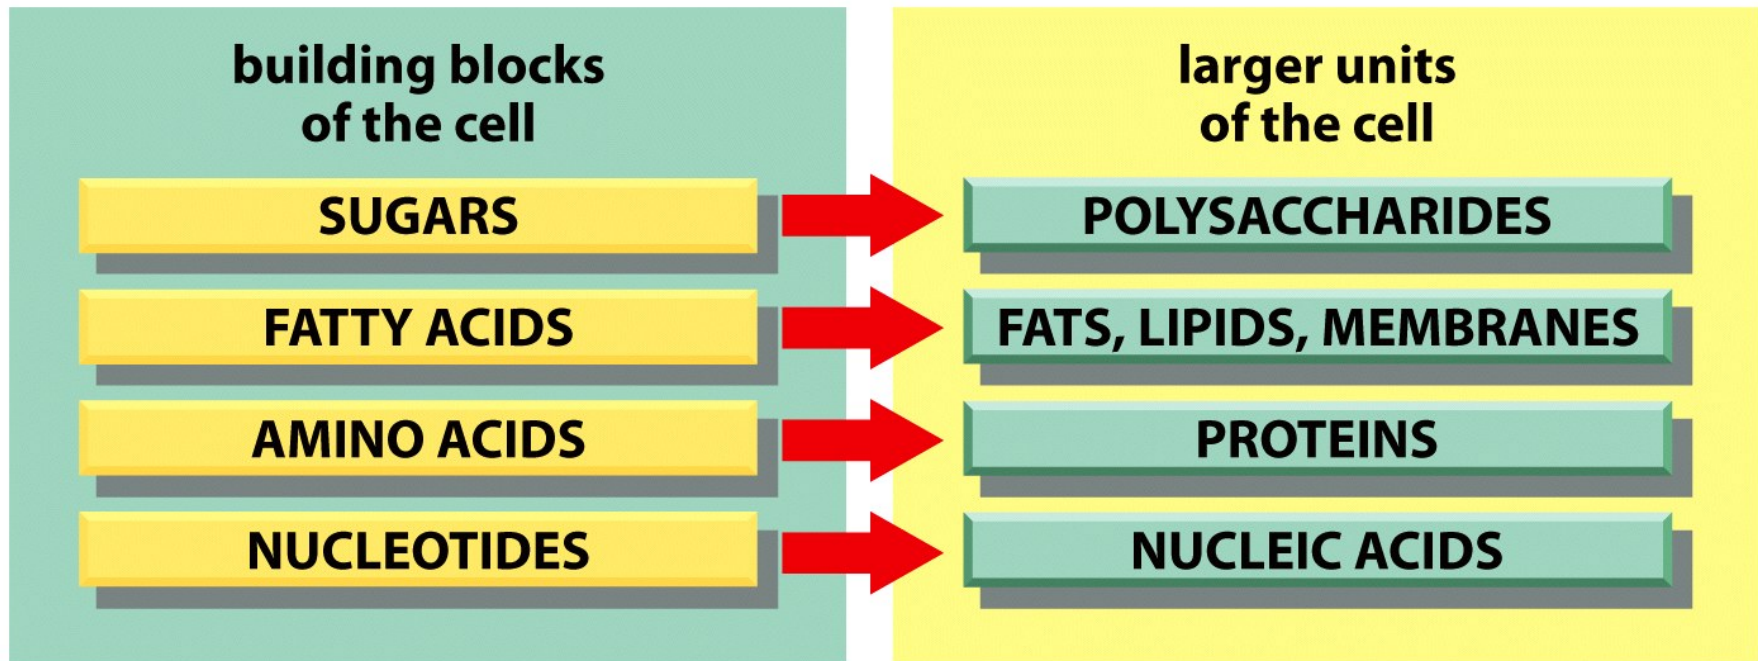 building blocks
of the cell
SUGARS
FATTY ACIDS
AMINO ACIDS
NUCLEOTIDES
larger units
of the cell
POLYSACCHARIDES
FATS, LIPIDS, MEMBRANES
PROTEINS
NUCLEIC ACIDS